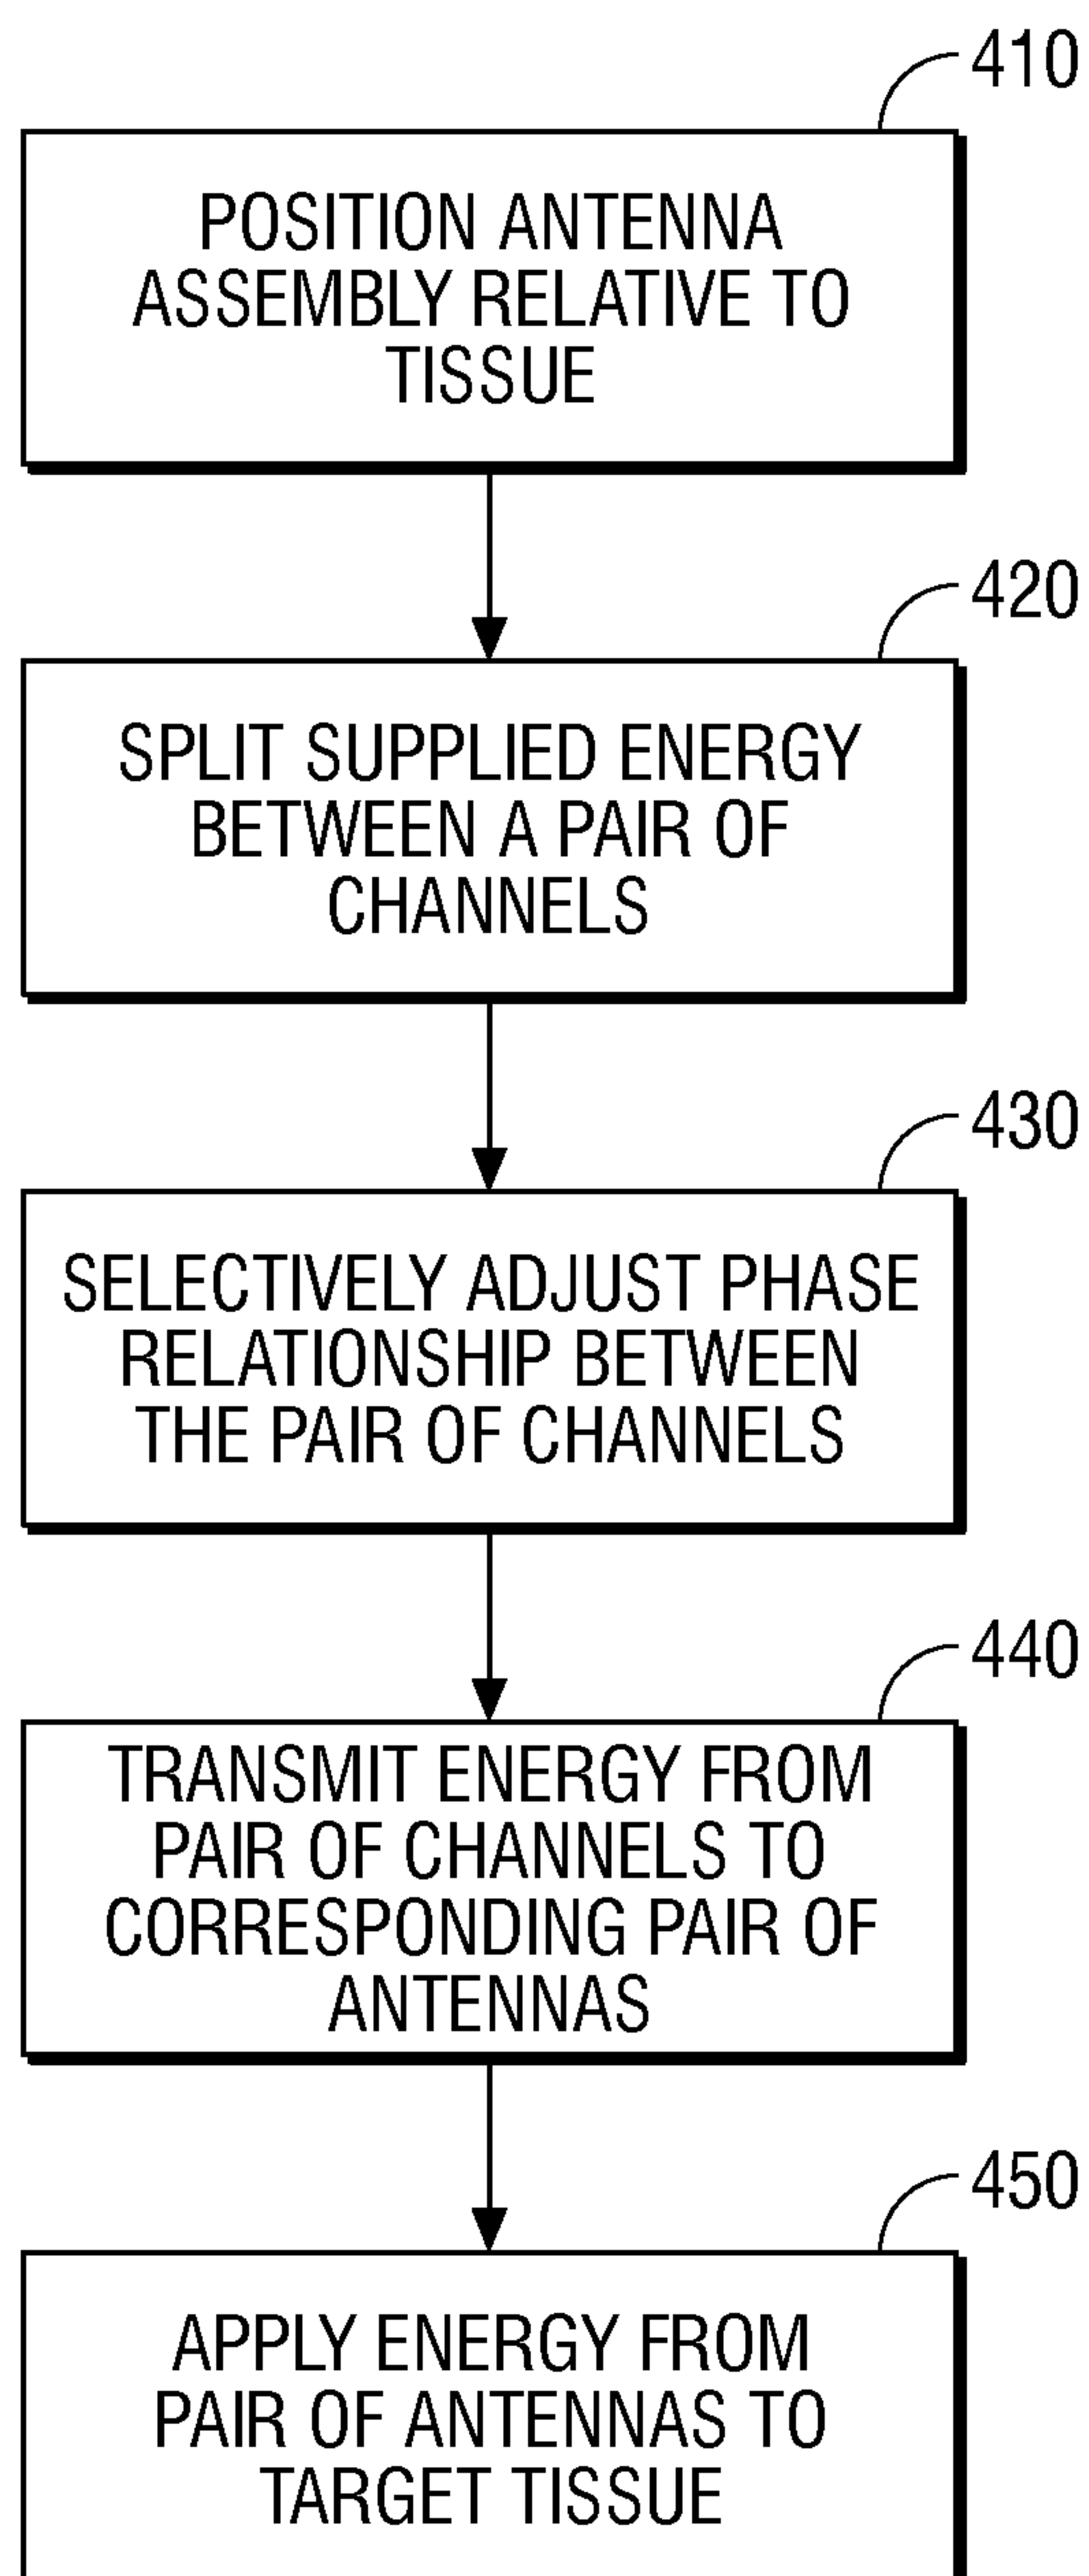 410
POSITION ANTENNA
ASSEMBLY RELATIVE TO
TISSUE
420
SPLIT SUPPLIED ENERGY
BETWEEN A PAIR OF
CHANNELS
430
SELECTIVELY ADJUST PHASE
RELATIONSHIP BETWEEN
THE PAIR OF CHANNELS
440
TRANSMIT ENERGY FROM
PAIR OF CHANNELS TO
CORRESPONDING PAIR OF
ANTENNAS
450
APPLY ENERGY FROM
PAIR OF ANTENNAS TO
TARGET TISSUE